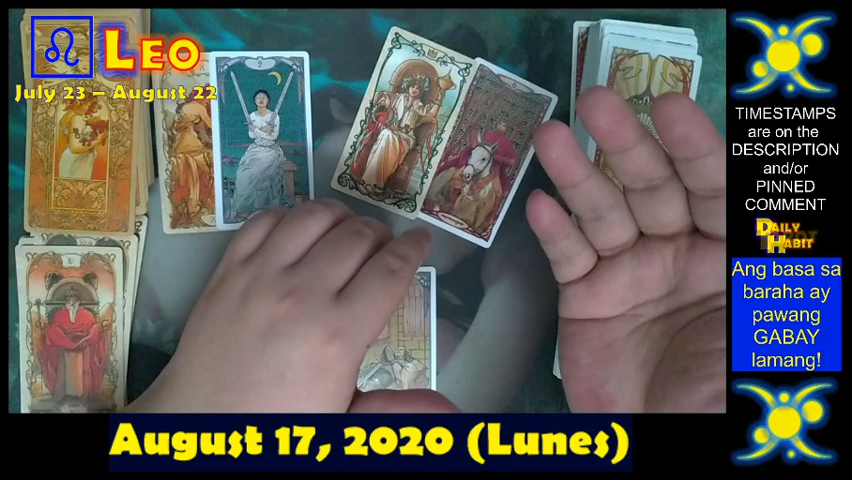 LEO
July 23 – August 22
TIMESTAMPS
are on the
DESCRIPTION
and/or
PINNED
COMMENT
DAILY
HABIT
Ang basa sa
baraha ay
pawang
GABAY
lamang!
August 17, 2020 (Lunes)